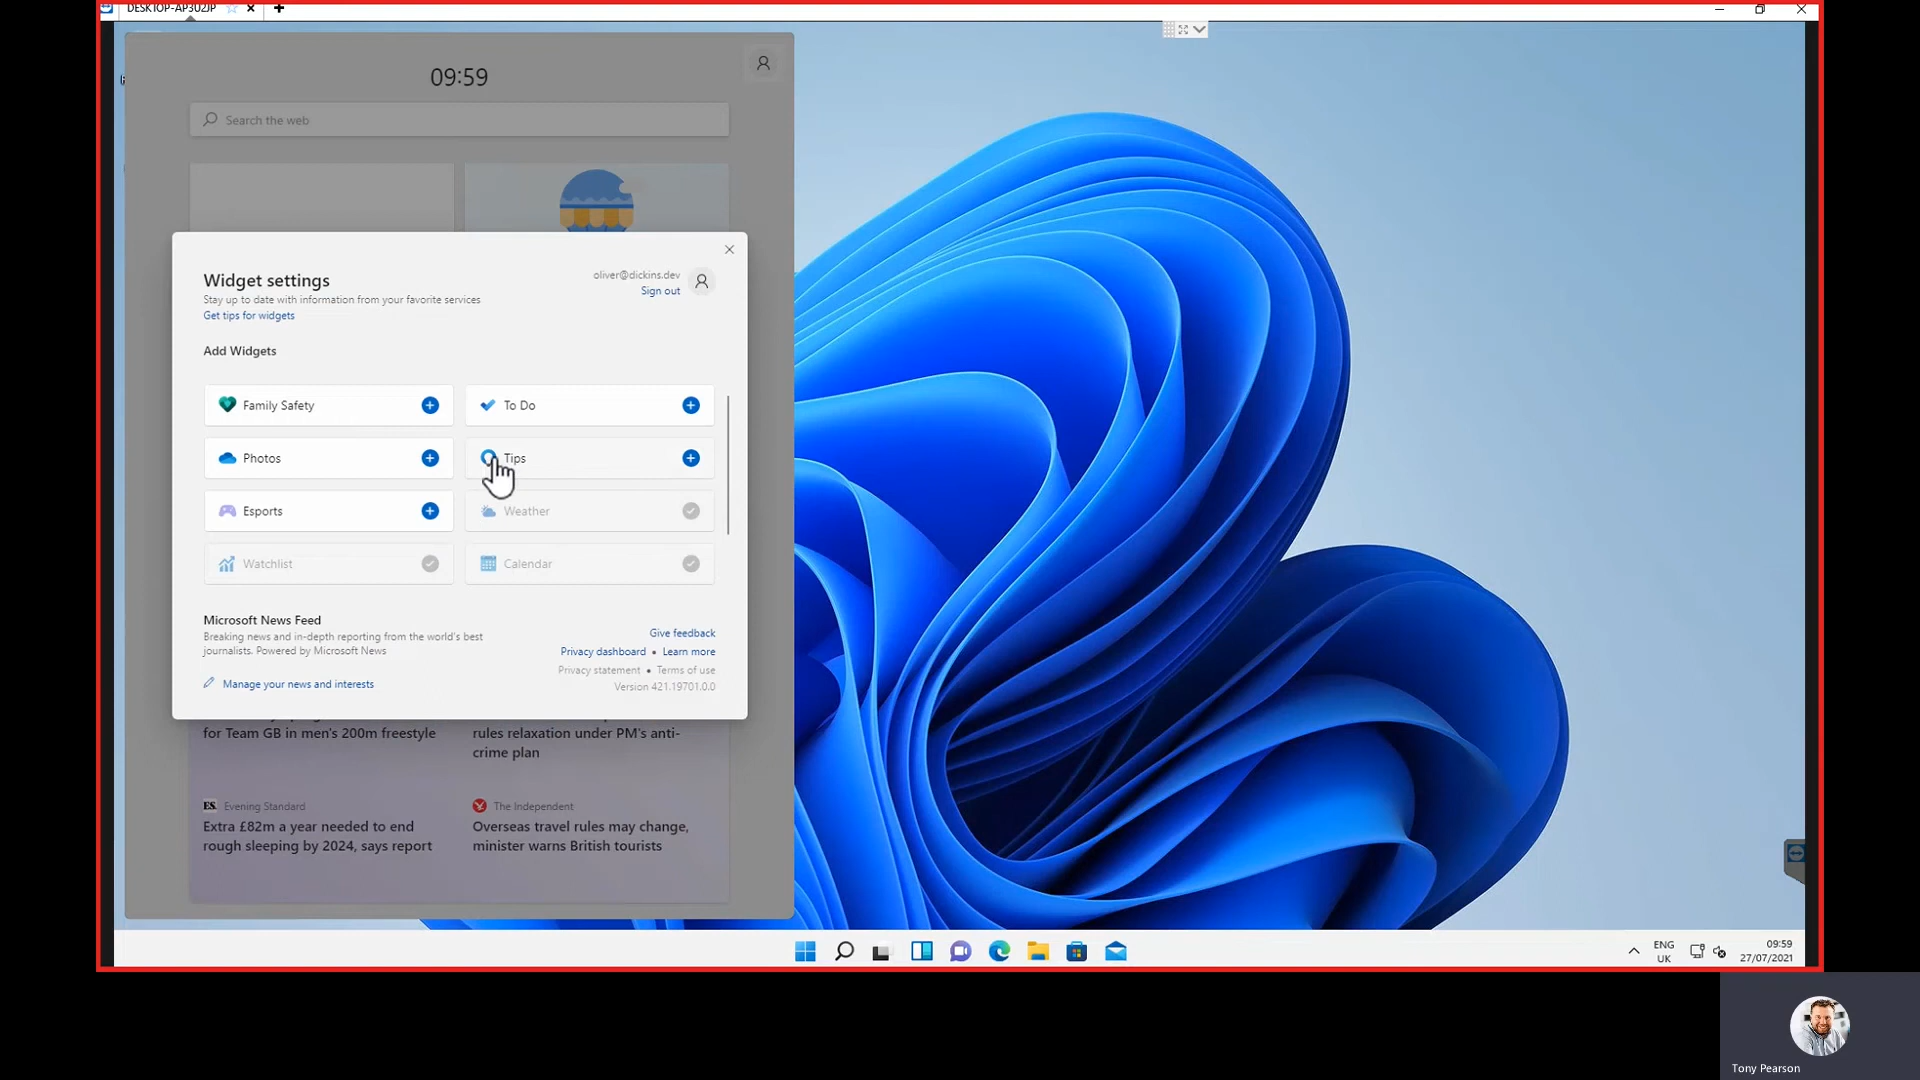 DESKTOP-AP3U2JP
09:59
Search the web
Widget settings
oliver@dickins.dev
Sign out
Stay up to date with information from your favorite services
Get tips for widgets
Add Widgets
Family Safety
To Do
Photos
Tips
Esports
Weather
Watchlist
Calendar
Microsoft News Feed
Breaking news and in-depth reporting from the world's best
journalists. Powered by Microsoft News
Manage your news and interests
Give feedback
Privacy dashboard • Learn more
Privacy statement • Terms of use
Version 421.19701.0.0
for Team GB in men's 200m freestyle
rules relaxation under PM's anti-
crime plan
ES Evening Standard
Extra £82m a year needed to end
rough sleeping by 2024, says report
The Independent
Overseas travel rules may change,
minister warns British tourists
ENG
UK
09:59
27/07/2021
Tony Pearson